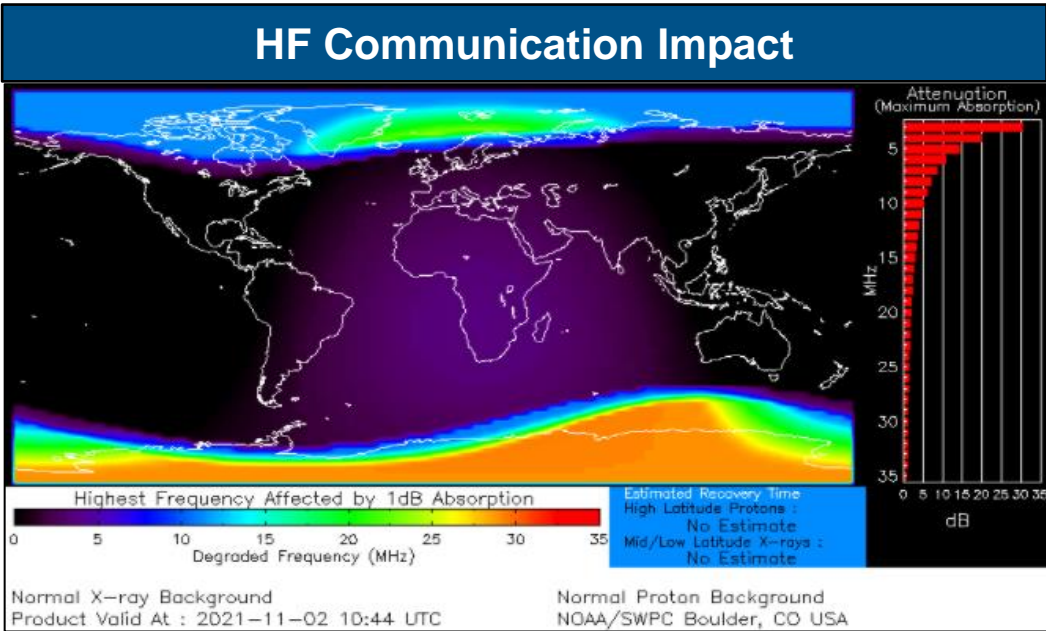 HF Communication Impact
Attenuation
(Maximum Absorption)
5
10
15
20
25
30
35
MHz
0 5 10 15 20 25 30 35
dB
Highest Frequency Affected by 1dB Absorption
0 5 10 15 20 25 30 35
Degraded Frequency (MHz)
Estimated Recovery Time
High Latitude Protons :
No Estimate
Mid/Low Latitude X-rays :
No Estimate
Normal X-ray Background
Normal Proton Background
Product Valid At : 2021-11-02 10:44 UTC
NOAA/SWPC Boulder, CO USA